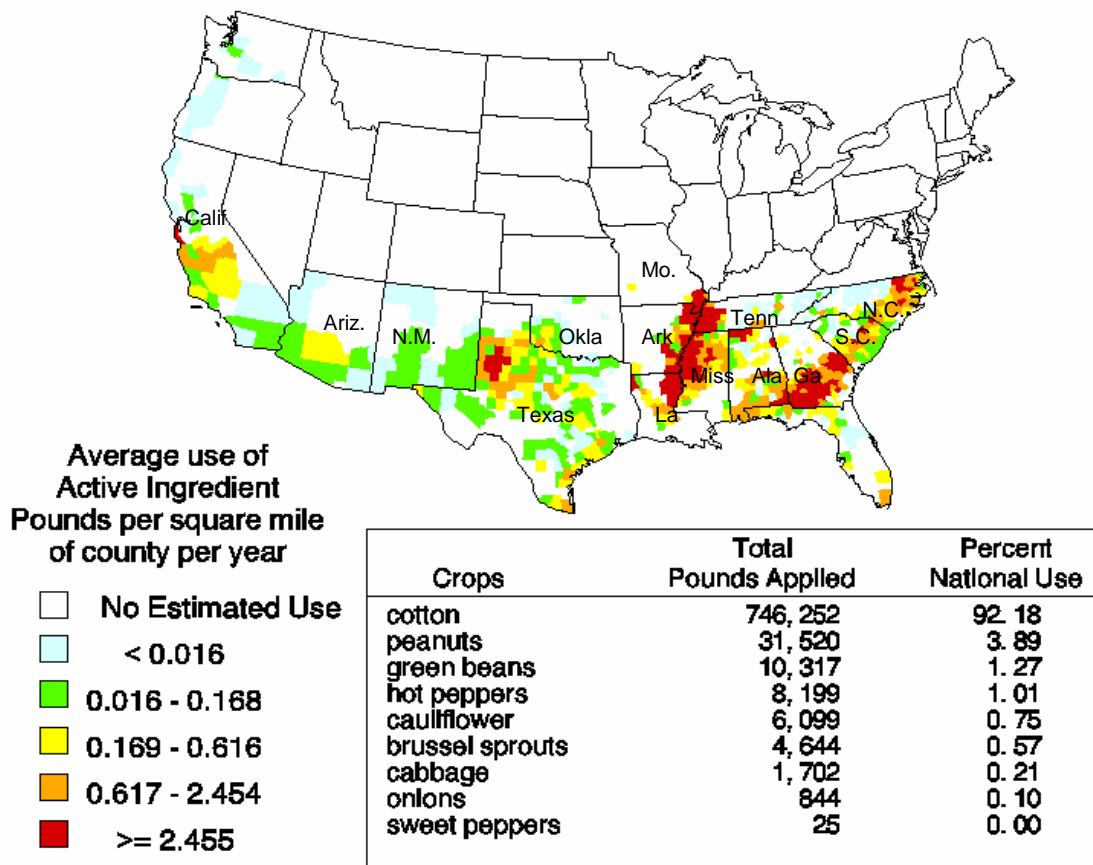 Calif
Mo.
Ariz.
N.M.
Okla
Ark
Tenn
N.C.
S.C.
Miss
Ala
Ga
Texas
La
Average use of
Active Ingredient
Pounds per square mile
of county per year
No Estimated Use
< 0.016
0.016 - 0.168
0.169 - 0.616
0.617 - 2.454
>= 2.455
Crops Total Pounds Applied Percent National Use
cotton 746, 252 92. 18
peanuts 31, 520 3. 89
green beans 10, 317 1. 27
hot peppers 8, 199 1. 01
cauliflower 6, 099 0. 75
brussel sprouts 4, 644 0. 57
cabbage 1, 702 0. 21
onions 844 0. 10
sweet peppers 25 0. 00